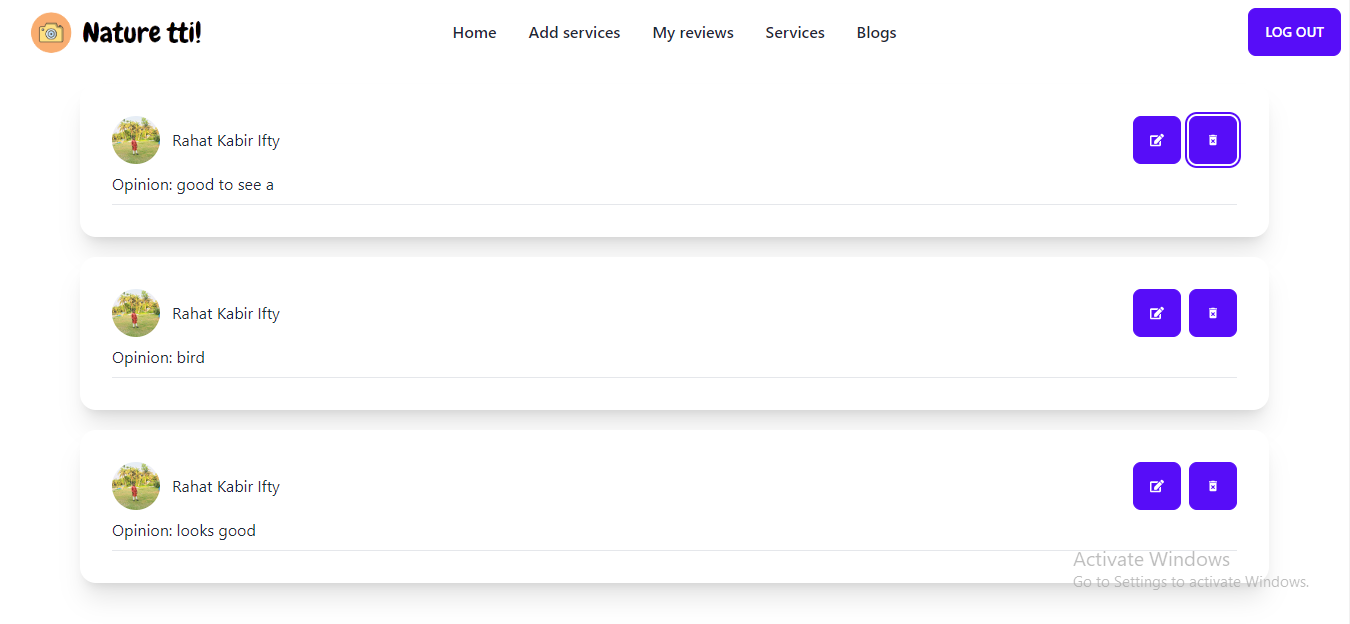 Nature tti!
Home
Add services
My reviews
Services
Blogs
LOG OUT
Rahat Kabir Ifty
Opinion: good to see a
Rahat Kabir Ifty
Opinion: bird
Rahat Kabir Ifty
Opinion: looks good
Activate Windows
Go to Settings to activate Windows.